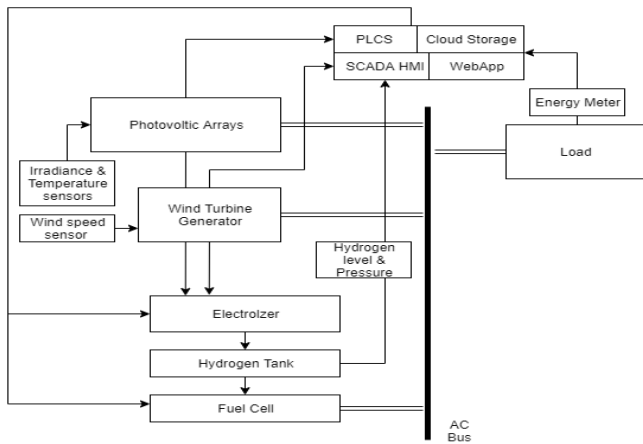 PLCS
Cloud Storage
SCADA HMI
WebApp
Energy Meter
Photovoltic Arrays
Load
Irradiance &
Temperature
sensors
Wind Turbine
Generator
Wind speed
sensor
Hydrogen
level &
Pressure
Electrolzer
Hydrogen Tank
Fuel Cell
AC
Bus